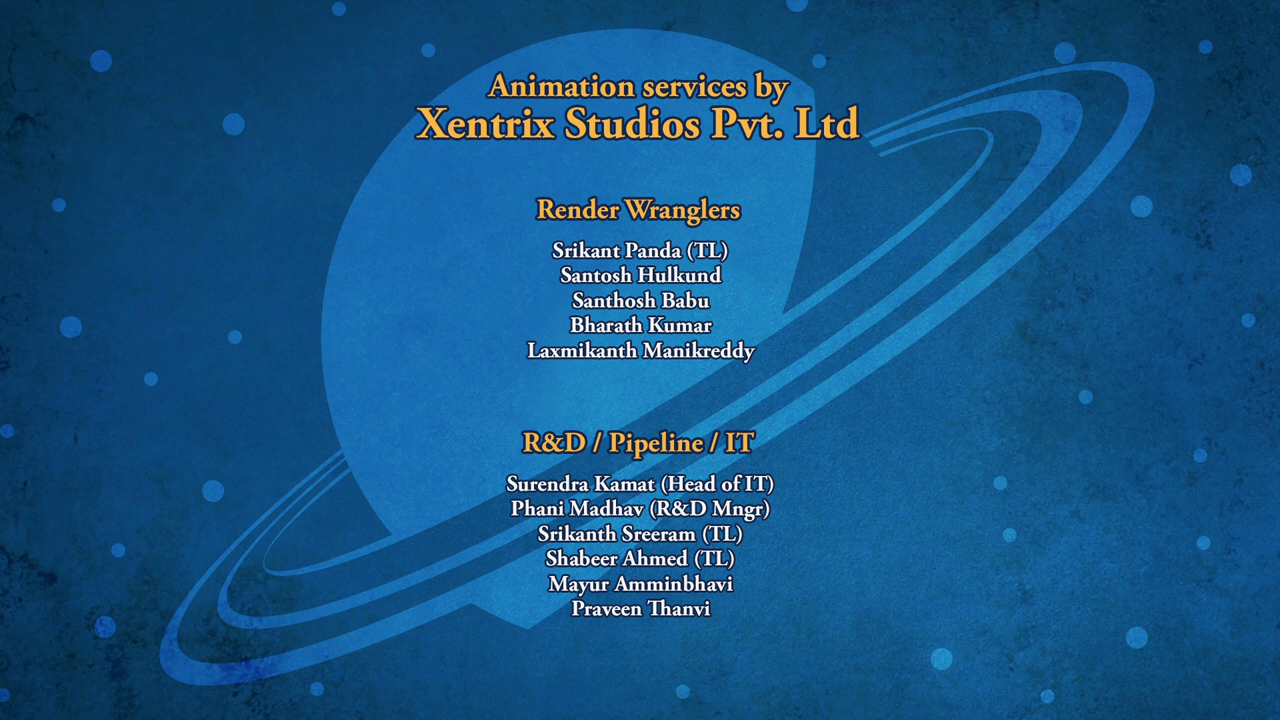 Animation services by
Xentrix Studios Pvt. Ltd
Render Wranglers
Srikant Panda (TL)
Santosh Hulkund
Santhosh Babu
Bharath Kumar
Laxmikanth Manikreddy
R&D / Pipeline / IT
Surendra Kamat (Head of IT)
Phani Madhav (R&D Mngr)
Srikanth Sreeram (TL)
Shabeer Ahmed (TL)
Mayur Amminbhavi
Praveen Thanvi